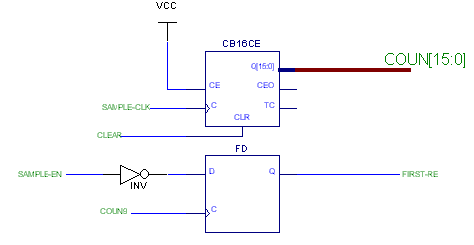 VCC
CB16CE
Q[15:0]
COUN[15:0]
CE
CEO
SAMPLE-CLK
C
TC
CLR
CLEAR
FD
SAMPLE-EN
INV
D
Q
FIRST-RE
COUN9
C